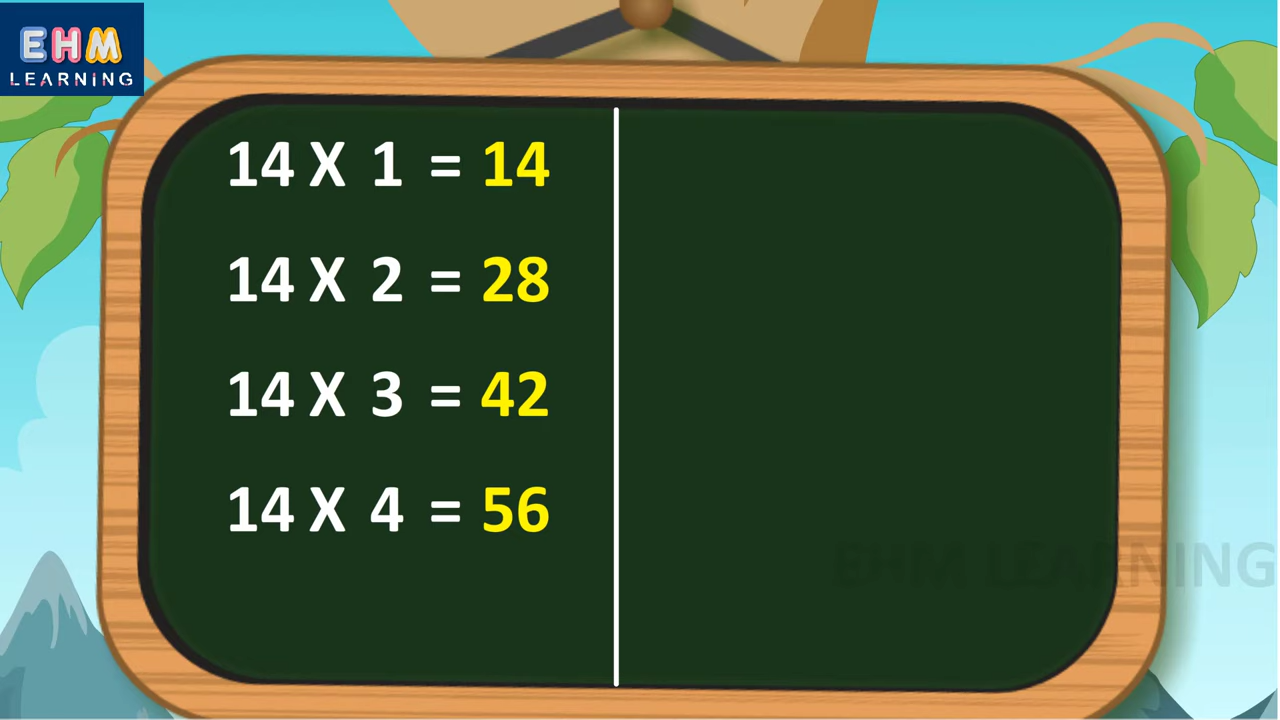 EHM
LEARNING
14 X 1 = 14
14 X 2 = 28
14 X 3 = 42
14 X 4 = 56
EHM LEARNING